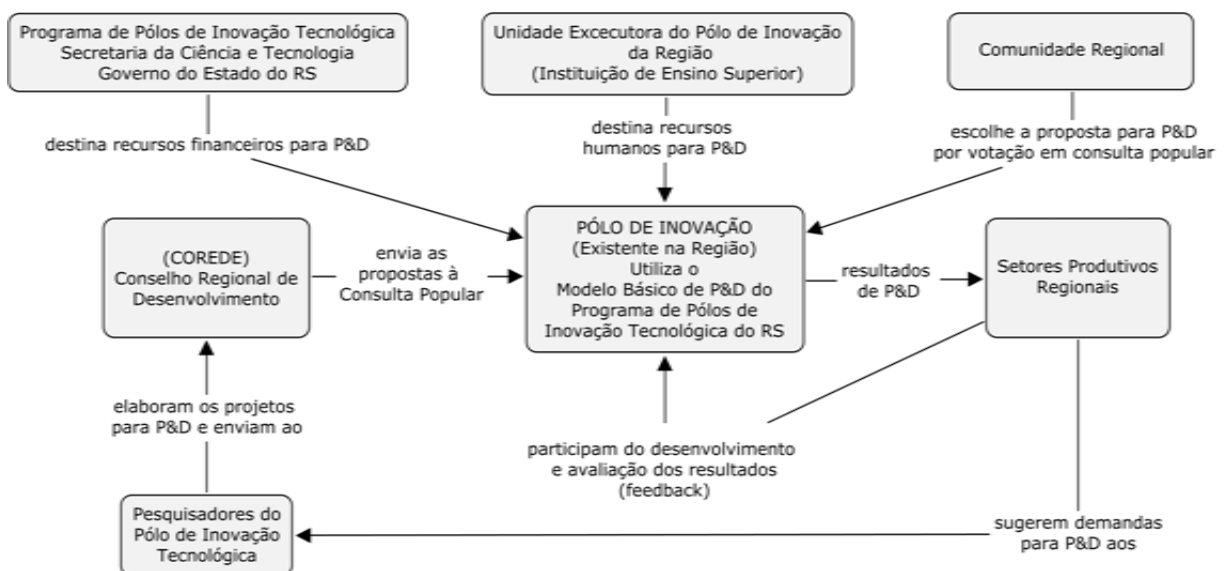 Programa de Pólos de Inovação Tecnológica
Secretaria da Ciência e Tecnologia
Governo do Estado do RS
Unidade Excecutora do Pólo de Inovação
da Região
(Instituição de Ensino Superior)
Comunidade Regional
destina recursos financeiros para P&D
destina recursos
humanos para P&D
escolhe a proposta para P&D
por votação em consulta popular
(COREDE)
Conselho Regional de
Desenvolvimento
envia as
propostas à
Consulta Popular
PÓLO DE INOVAÇÃO
(Existente na Região)
Utiliza o
Modelo Básico de P&D do
Programa de Pólos de
Inovação Tecnológica do RS
resultados
de P&D
Setores Produtivos
Regionais
elaboram os projetos
para P&D e enviam ao
participam do desenvolvimento
e avaliação dos resultados
(feedback)
Pesquisadores do
Pólo de Inovação
Tecnológica
sugerem demandas
para P&D aos